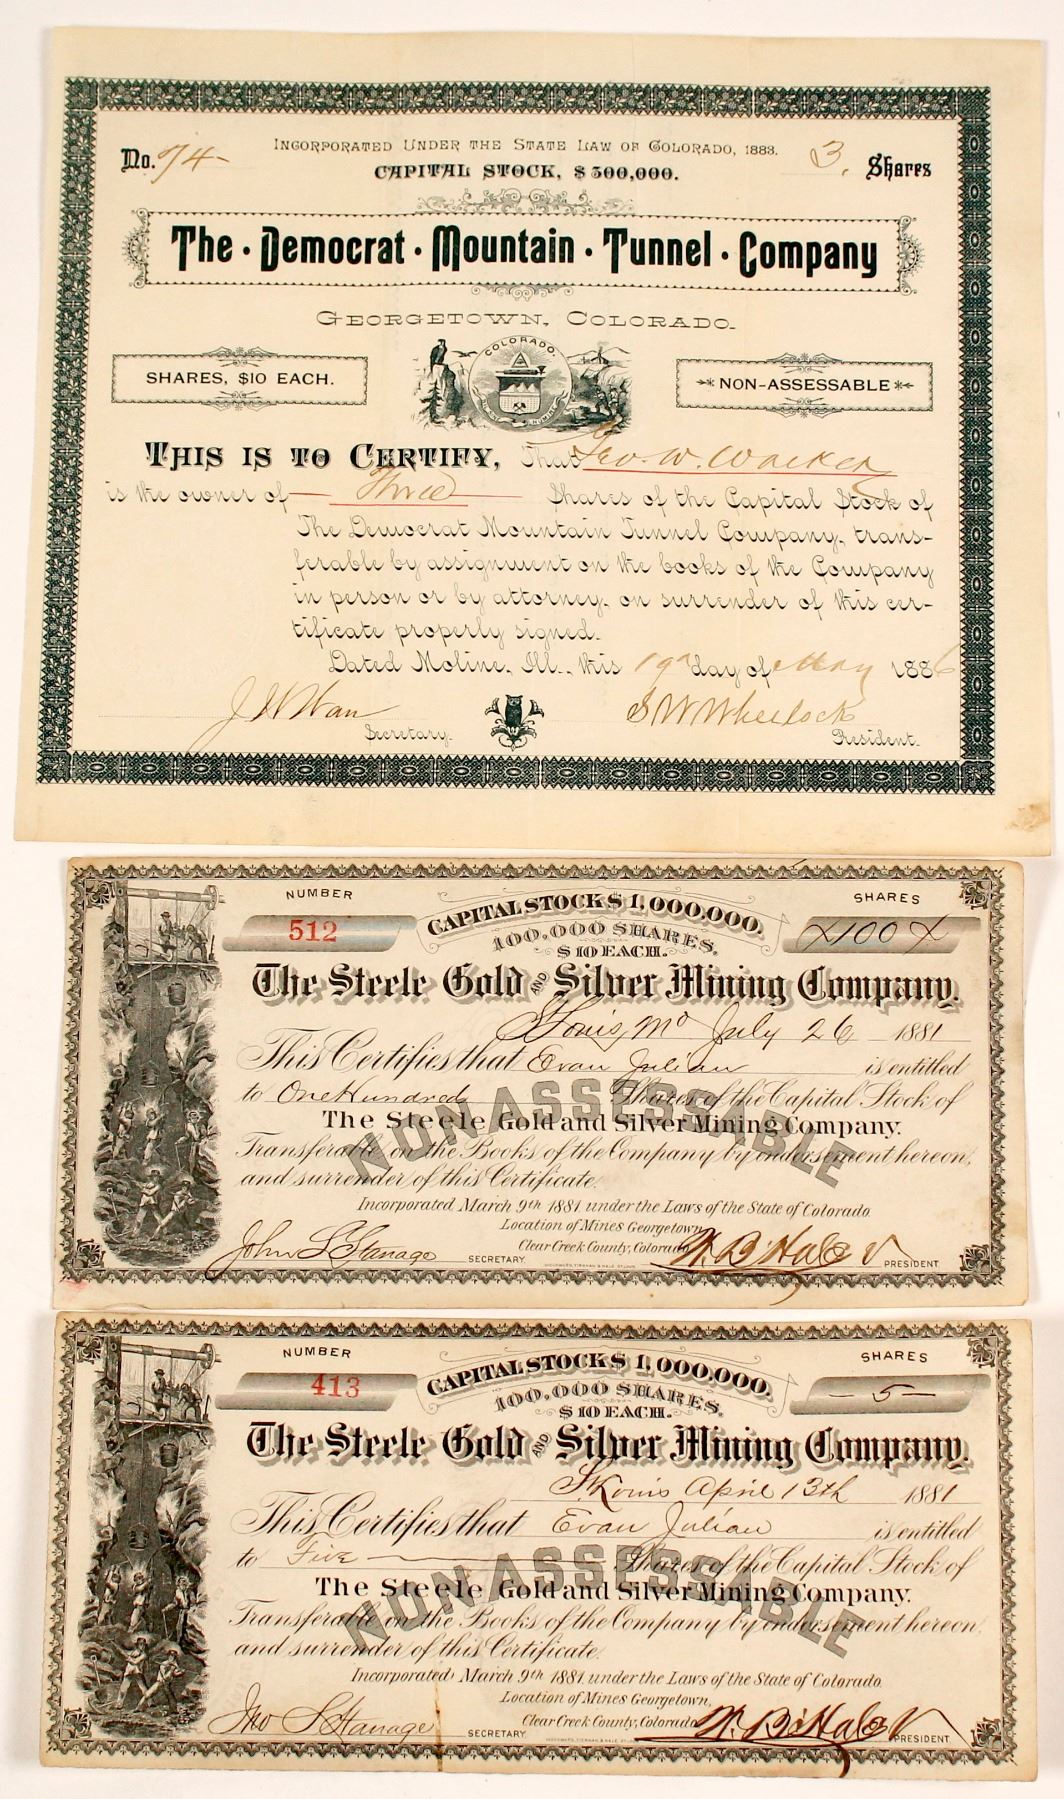 No. 74 INCORPORATED UNDER THE STATE LAW OF COLORADO, 1883. 3. Shares
CAPITAL STOCK, $300,000.
The · Democrat · Mountain · Tunnel · Company
GEORGETOWN, COLORADO.
COLORADO.
SHARES, $10 EACH.
NON-ASSESSABLE
THIS IS TO CERTIFY, That Geo. W. Walker
is the owner of Three Shares of the Capital Stock of
The Democrat Mountain Tunnel Company, trans-
ferable by assignment on the books of the Company
in person or by attorney, on surrender of this cer-
tificate properly signed.
Dated Moline, Ill., this 19th day of May 1886
S W Wheelock
Secretary. President.
NUMBER SHARES
512 CAPITAL STOCK $1,000,000. X100X
100,000 SHARES,
$10 EACH.
The Steele Gold AND Silver Mining Company.
St Louis, Mo July 26 1881
This Certifies that Evan Julian is entitled
to One Hundred Shares of the Capital Stock of
NON ASSESSABLE
The Steele Gold and Silver Mining Company.
Transferable on the Books of the Company by endorsement hereon,
and surrender of this Certificate.
Incorporated March 9th 1881 under the Laws of the State of Colorado.
Location of Mines Georgetown,
Clear Creek County, Colorado.
John S Stanage SECRETARY. PRESIDENT.
NUMBER SHARES
413 CAPITAL STOCK $1,000,000. - 5 -
100,000 SHARES,
$10 EACH.
The Steele Gold AND Silver Mining Company.
St Louis April 13th 1881
This Certifies that Evan Julian is entitled
to Five Shares of the Capital Stock of
NON ASSESSABLE
The Steele Gold and Silver Mining Company.
Transferable on the Books of the Company by endorsement hereon,
and surrender of this Certificate.
Incorporated March 9th 1881 under the Laws of the State of Colorado.
Location of Mines Georgetown,
Clear Creek County, Colorado.
Jno S Stanage SECRETARY. PRESIDENT.